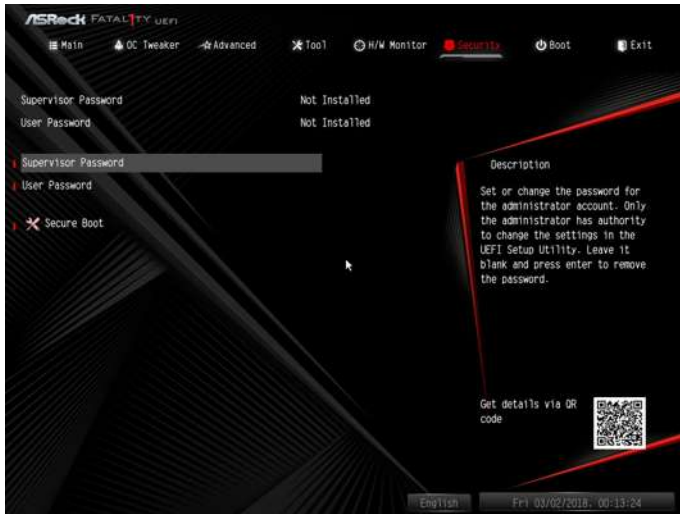 ASRock FATAL1TY UEFI
Main OC Tweaker Advanced Tool H/W Monitor Security Boot Exit
Supervisor Password Not Installed
User Password Not Installed
Supervisor Password
User Password
Secure Boot
Description
Set or change the password for
the administrator account. Only
the administrator has authority
to change the settings in the
UEFI Setup Utility. Leave it
blank and press enter to remove
the password.
Get details via QR
code
English Fri 03/02/2018. 00:13:24